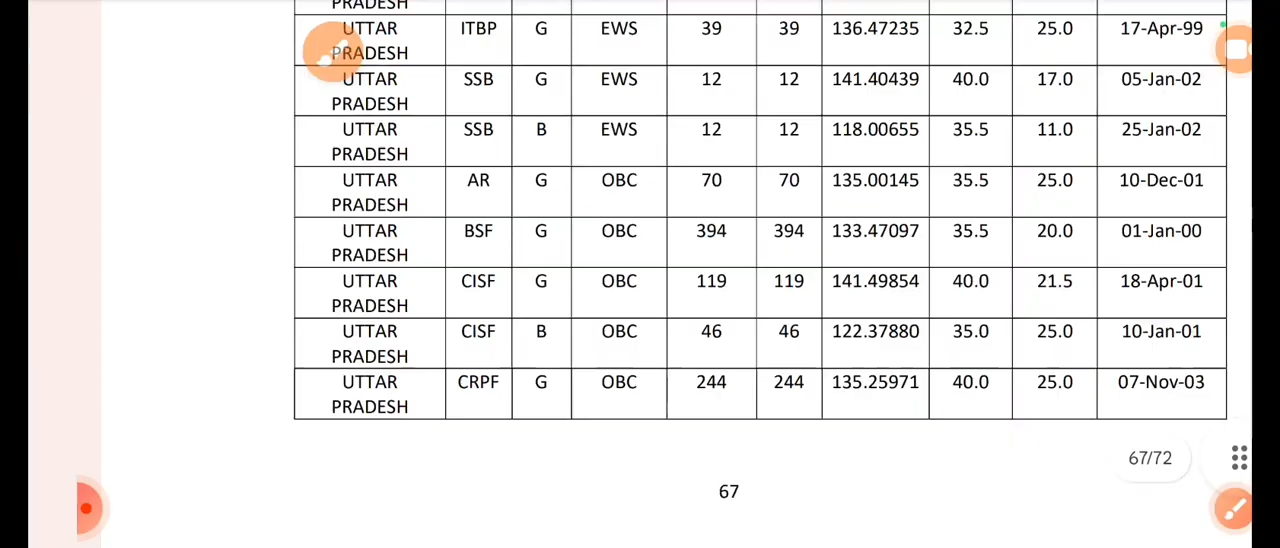 PRADESH
UTTAR PRADESH ITBP G EWS 39 39 136.47235 32.5 25.0 17-Apr-99
UTTAR PRADESH SSB G EWS 12 12 141.40439 40.0 17.0 05-Jan-02
UTTAR PRADESH SSB B EWS 12 12 118.00655 35.5 11.0 25-Jan-02
UTTAR PRADESH AR G OBC 70 70 135.00145 35.5 25.0 10-Dec-01
UTTAR PRADESH BSF G OBC 394 394 133.47097 35.5 20.0 01-Jan-00
UTTAR PRADESH CISF G OBC 119 119 141.49854 40.0 21.5 18-Apr-01
UTTAR PRADESH CISF B OBC 46 46 122.37880 35.0 25.0 10-Jan-01
UTTAR PRADESH CRPF G OBC 244 244 135.25971 40.0 25.0 07-Nov-03
67/72
67